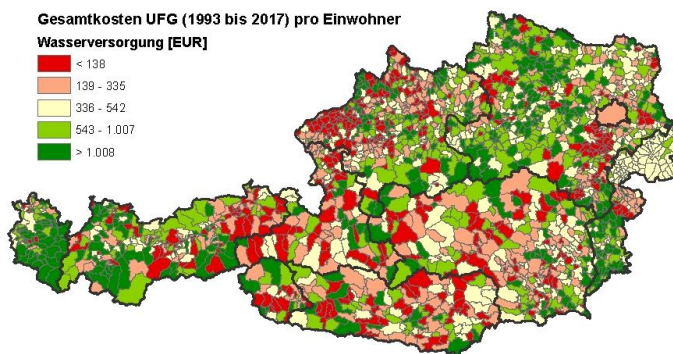 Gesamtkosten UFG (1993 bis 2017) pro Einwohner
Wasserversorgung [EUR]
< 138
139 - 335
336 - 542
543 - 1.007
> 1.008